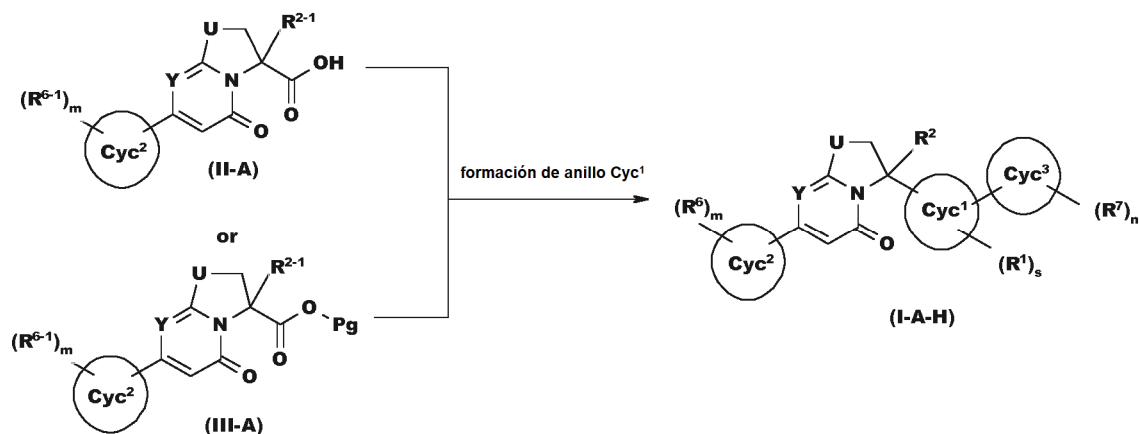 U
R²⁻¹
OH
Y
N
O
(R⁶⁻¹)ₘ
O
Cyc²
(II-A)
formación de anillo Cyc¹
or
U
R²⁻¹
O
Pg
Y
N
O
(R⁶⁻¹)ₘ
O
Cyc²
(III-A)
U
R²
Cyc³
Y
N
Cyc¹
(R⁷)ₙ
(R⁶)ₘ
O
(R¹)ₛ
Cyc²
(I-A-H)